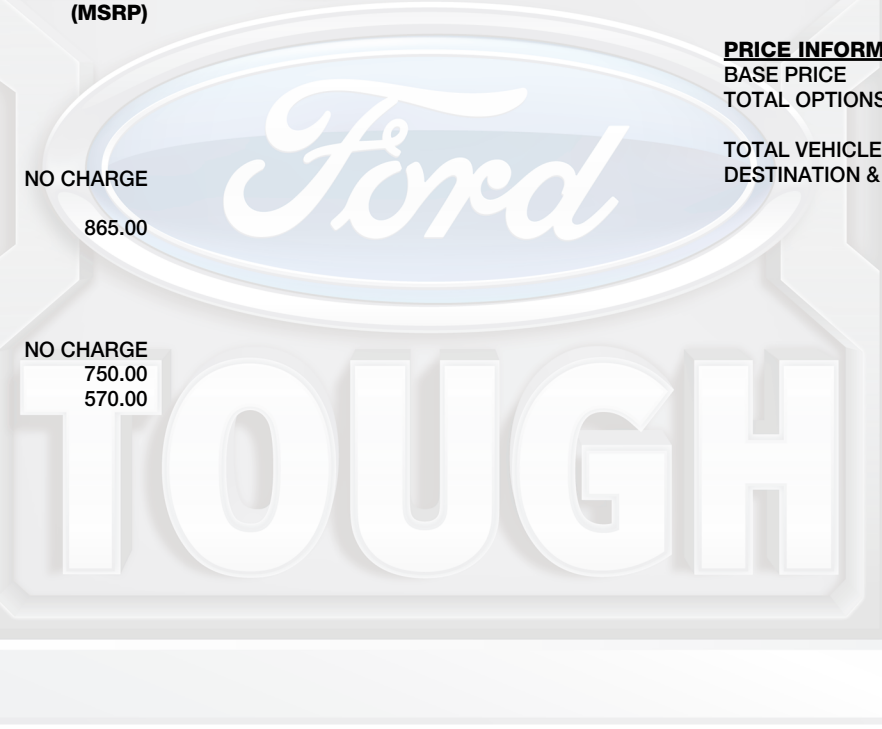 (MSRP)
NO CHARGE
865.00
NO CHARGE
750.00
570.00
PRICE INFORM
BASE PRICE
TOTAL OPTIONS
TOTAL VEHICLE
DESTINATION &
Ford
TOUGH